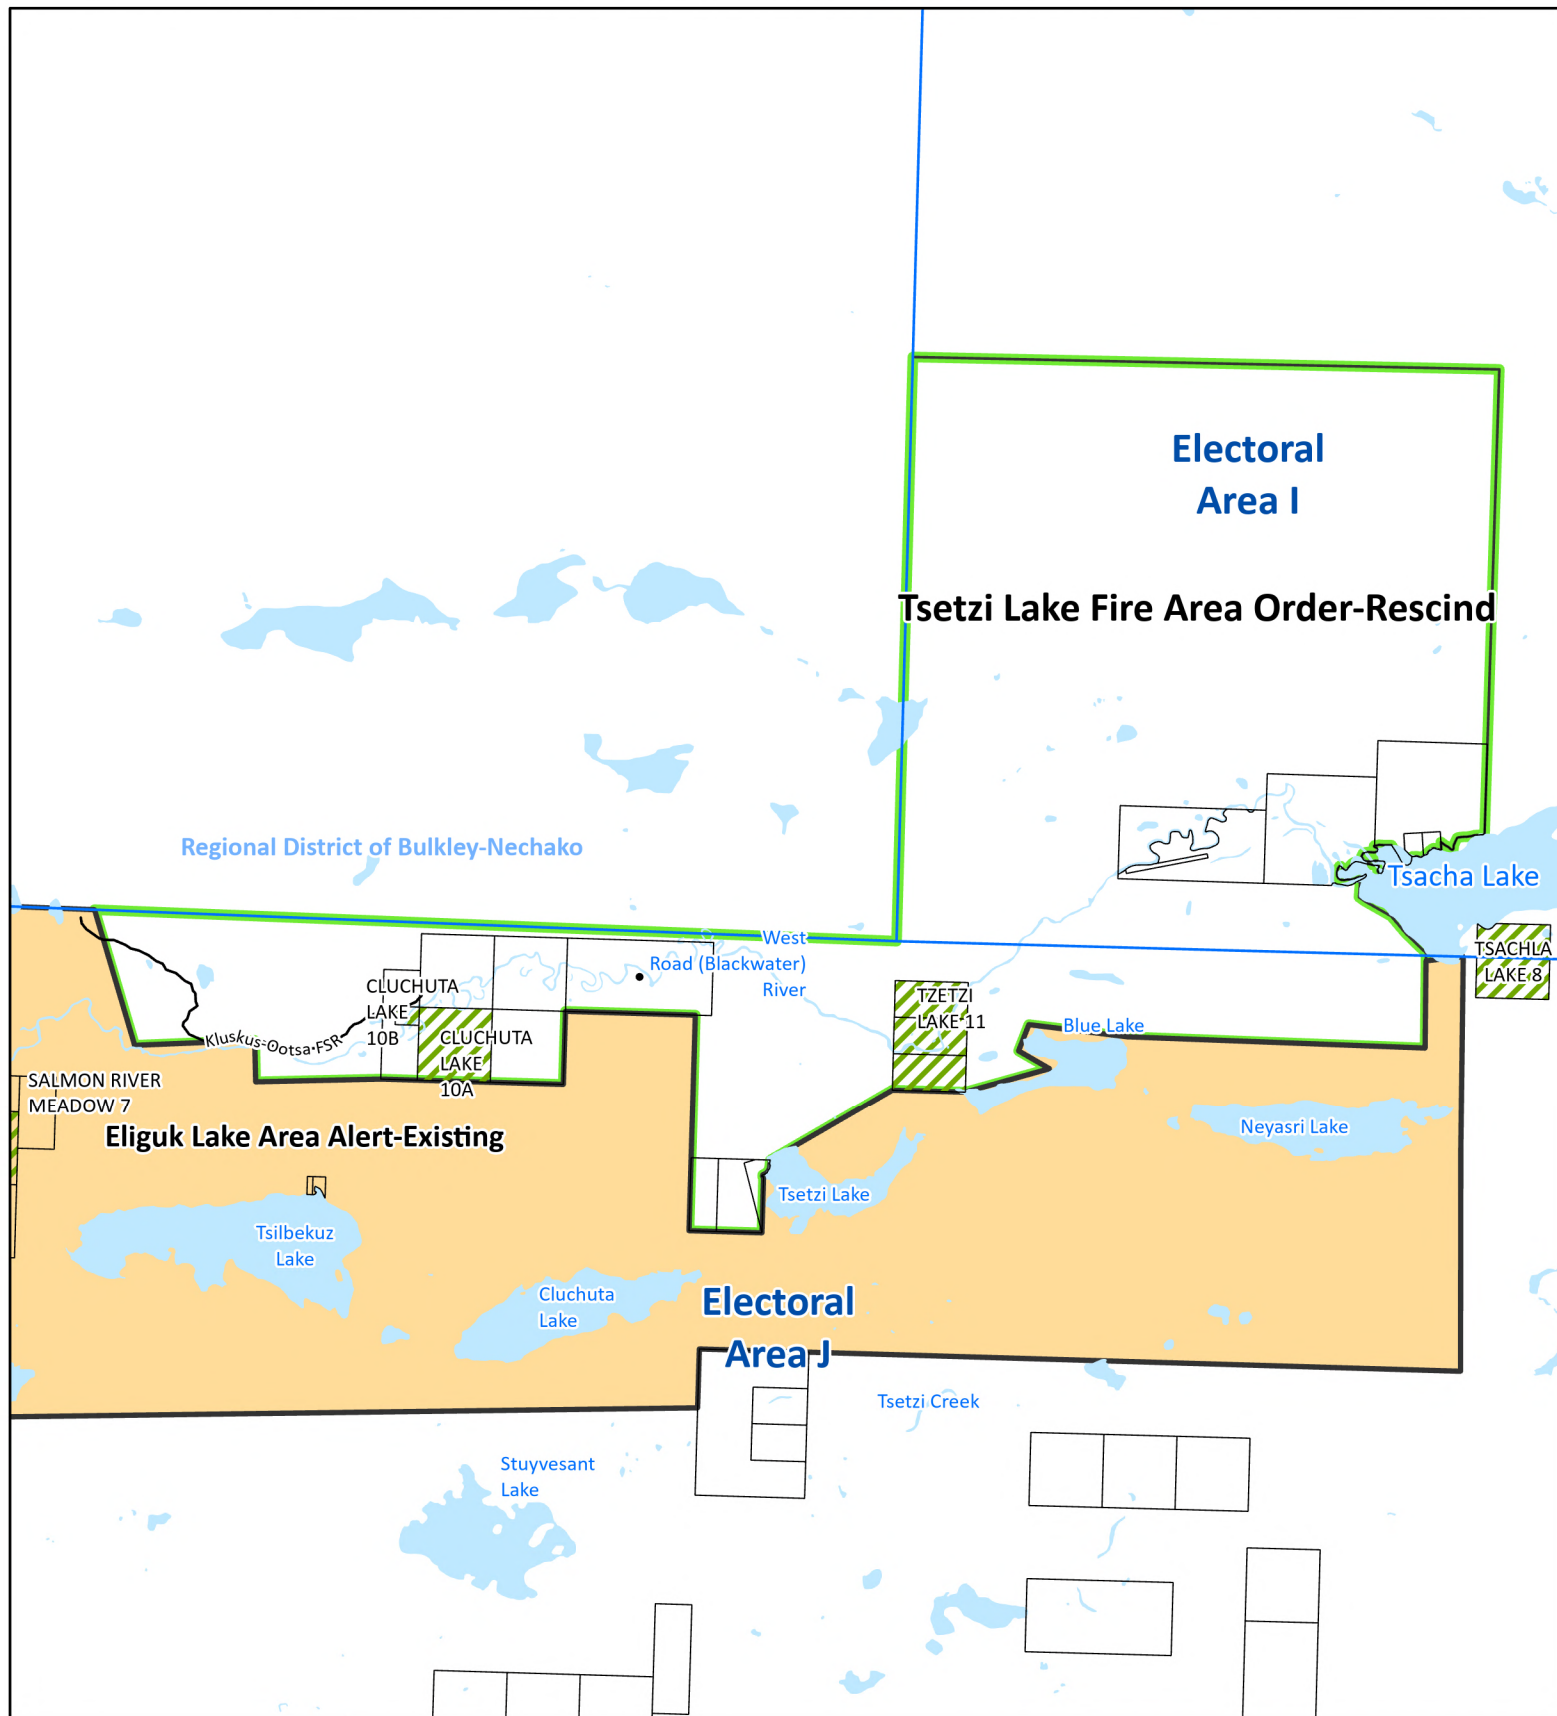 Electoral
Area I
Tsetzi Lake Fire Area Order-Rescind
Regional District of Bulkley-Nechako
Tsacha Lake
West
Road (Blackwater)
River
TSACHLA
LAKE 8
CLUCHUTA
LAKE
10B
TZETZI
LAKE 11
Blue Lake
Kluskus-Ootsa-FSR
CLUCHUTA
LAKE
10A
SALMON RIVER
MEADOW 7
Eliguk Lake Area Alert-Existing
Neyasri Lake
Tsetzi Lake
Tsilbekuz
Lake
Cluchuta
Lake
Electoral
Area J
Tsetzi Creek
Stuyvesant
Lake